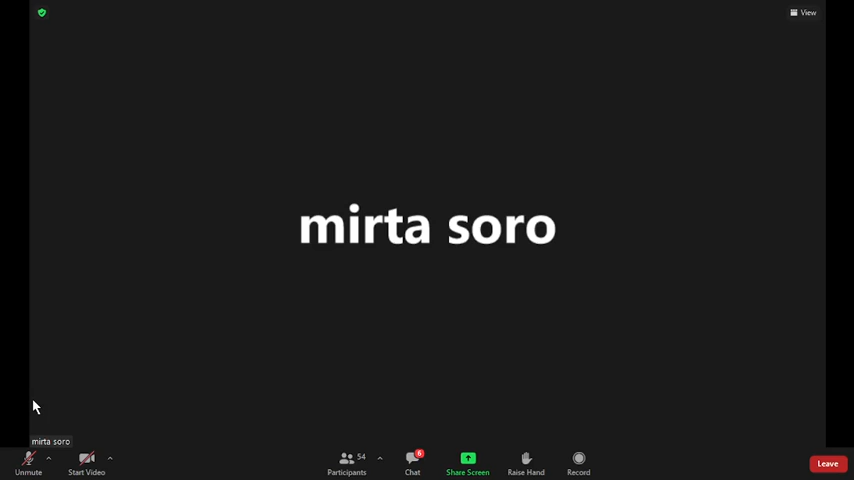 View
mirta soro
mirta soro
Unmute
Start Video
54
Participants
6
Chat
Share Screen
Raise Hand
Record
Leave